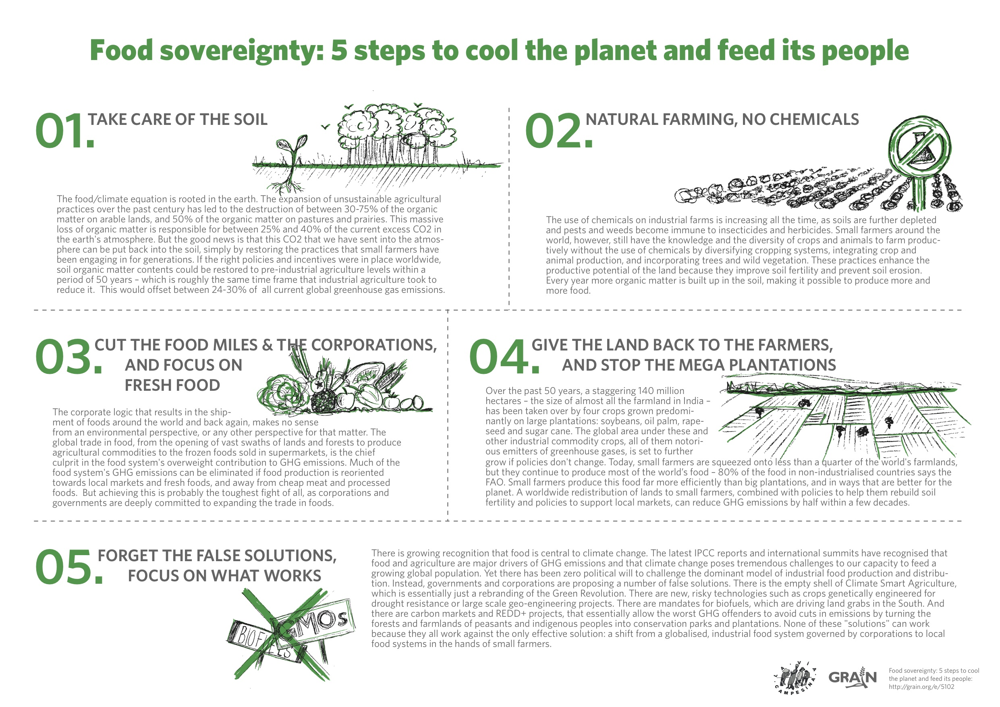 Food sovereignty: 5 steps to cool the planet and feed its people
01. TAKE CARE OF THE SOIL
The food/climate equation is rooted in the earth. The expansion of unsustainable agricultural
practices over the past century has led to the destruction of between 30-75% of the organic
matter on arable lands, and 50% of the organic matter on pastures and prairies. This massive
loss of organic matter is responsible for between 25% and 40% of the current excess CO2 in
the earth's atmosphere. But the good news is that this CO2 that we have sent into the atmos-
phere can be put back into the soil, simply by restoring the practices that small farmers have
been engaging in for generations. If the right policies and incentives were in place worldwide,
soil organic matter contents could be restored to pre-industrial agriculture levels within a
period of 50 years – which is roughly the same time frame that industrial agriculture took to
reduce it.  This would offset between 24-30% of  all current global greenhouse gas emissions.
02. NATURAL FARMING, NO CHEMICALS
The use of chemicals on industrial farms is increasing all the time, as soils are further depleted
and pests and weeds become immune to insecticides and herbicides. Small farmers around the
world, however, still have the knowledge and the diversity of crops and animals to farm produc-
tively without the use of chemicals by diversifying cropping systems, integrating crop and
animal production, and incorporating trees and wild vegetation. These practices enhance the
productive potential of the land because they improve soil fertility and prevent soil erosion.
Every year more organic matter is built up in the soil, making it possible to produce more and
more food.
03. CUT THE FOOD MILES & THE CORPORATIONS,
AND FOCUS ON
FRESH FOOD
The corporate logic that results in the ship-
ment of foods around the world and back again, makes no sense
from an environmental perspective, or any other perspective for that matter. The
global trade in food, from the opening of vast swaths of lands and forests to produce
agricultural commodities to the frozen foods sold in supermarkets, is the chief
culprit in the food system's overweight contribution to GHG emissions. Much of the
food system's GHG emissions can be eliminated if food production is reoriented
towards local markets and fresh foods, and away from cheap meat and processed
foods.  But achieving this is probably the toughest fight of all, as corporations and
governments are deeply committed to expanding the trade in foods.
04. GIVE THE LAND BACK TO THE FARMERS,
AND STOP THE MEGA PLANTATIONS
Over the past 50 years, a staggering 140 million
hectares – the size of almost all the farmland in India –
has been taken over by four crops grown predomi-
nantly on large plantations: soybeans, oil palm, rape-
seed and sugar cane. The global area under these and
other industrial commodity crops, all of them notori-
ous emitters of greenhouse gases, is set to further
grow if policies don't change. Today, small farmers are squeezed onto less than a quarter of the world's farmlands,
but they continue to produce most of the world’s food – 80% of the food in non-industrialised countries says the
FAO. Small farmers produce this food far more efficiently than big plantations, and in ways that are better for the
planet. A worldwide redistribution of lands to small farmers, combined with policies to help them rebuild soil
fertility and policies to support local markets, can reduce GHG emissions by half within a few decades.
05. FORGET THE FALSE SOLUTIONS,
FOCUS ON WHAT WORKS
BIOFUELS
GMOs
There is growing recognition that food is central to climate change. The latest IPCC reports and international summits have recognised that
food and agriculture are major drivers of GHG emissions and that climate change poses tremendous challenges to our capacity to feed a
growing global population. Yet there has been zero political will to challenge the dominant model of industrial food production and distribu-
tion. Instead, governments and corporations are proposing a number of false solutions. There is the empty shell of Climate Smart Agriculture,
which is essentially just a rebranding of the Green Revolution. There are new, risky technologies such as crops genetically engineered for
drought resistance or large scale geo-engineering projects. There are mandates for biofuels, which are driving land grabs in the South. And
there are carbon markets and REDD+ projects, that essentially allow the worst GHG offenders to avoid cuts in emissions by turning the
forests and farmlands of peasants and indigenous peoples into conservation parks and plantations. None of these "solutions" can work
because they all work against the only effective solution: a shift from a globalised, industrial food system governed by corporations to local
food systems in the hands of small farmers.
LA VIA CAMPESINA
GRAIN
Food sovereignty: 5 steps to cool
the planet and feed its people:
http://grain.org/e/5102